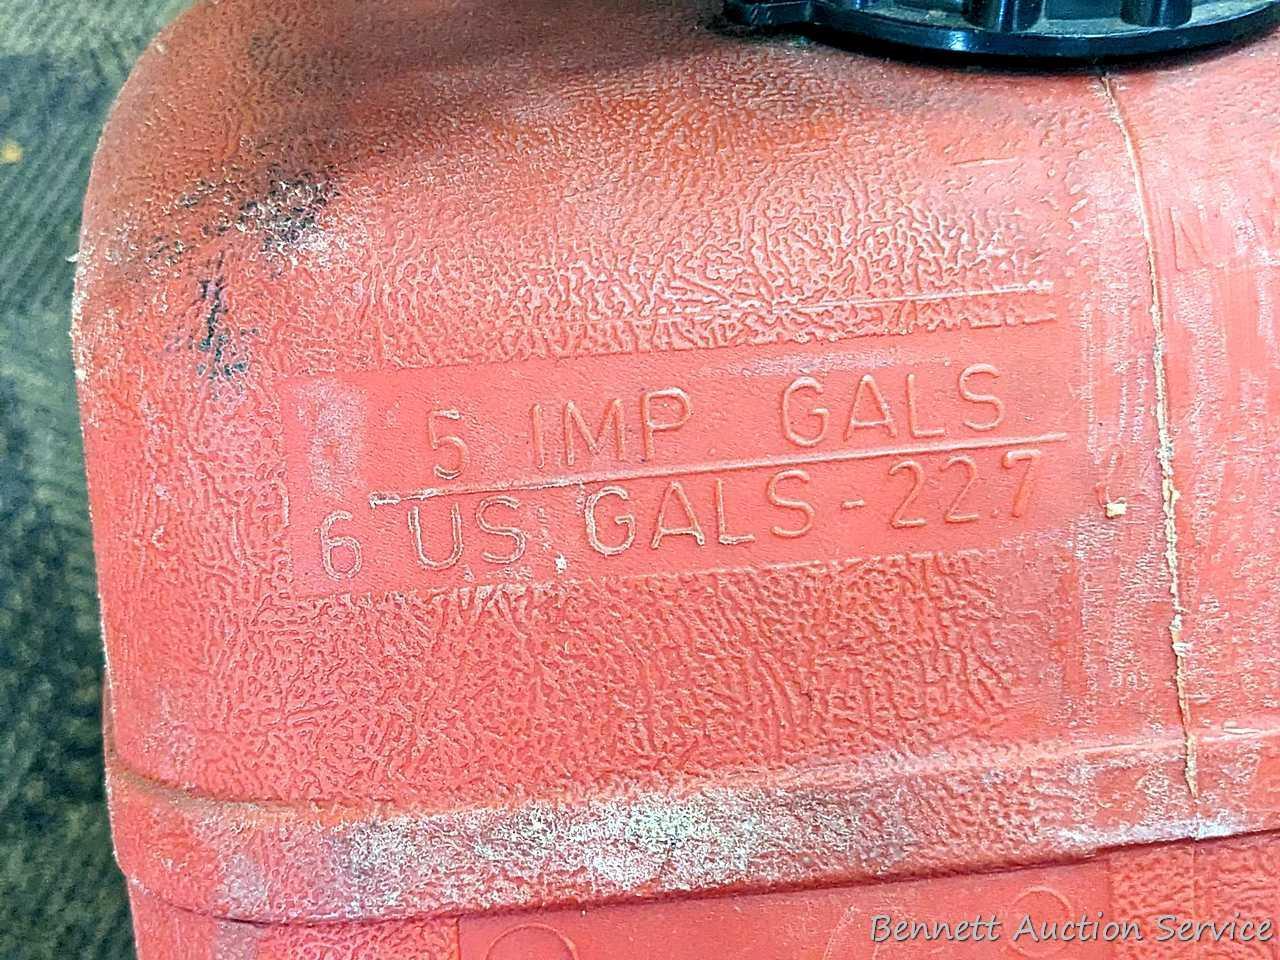 5 IMP GALS
6 US. GALS-22.7
Bennett Auction Service